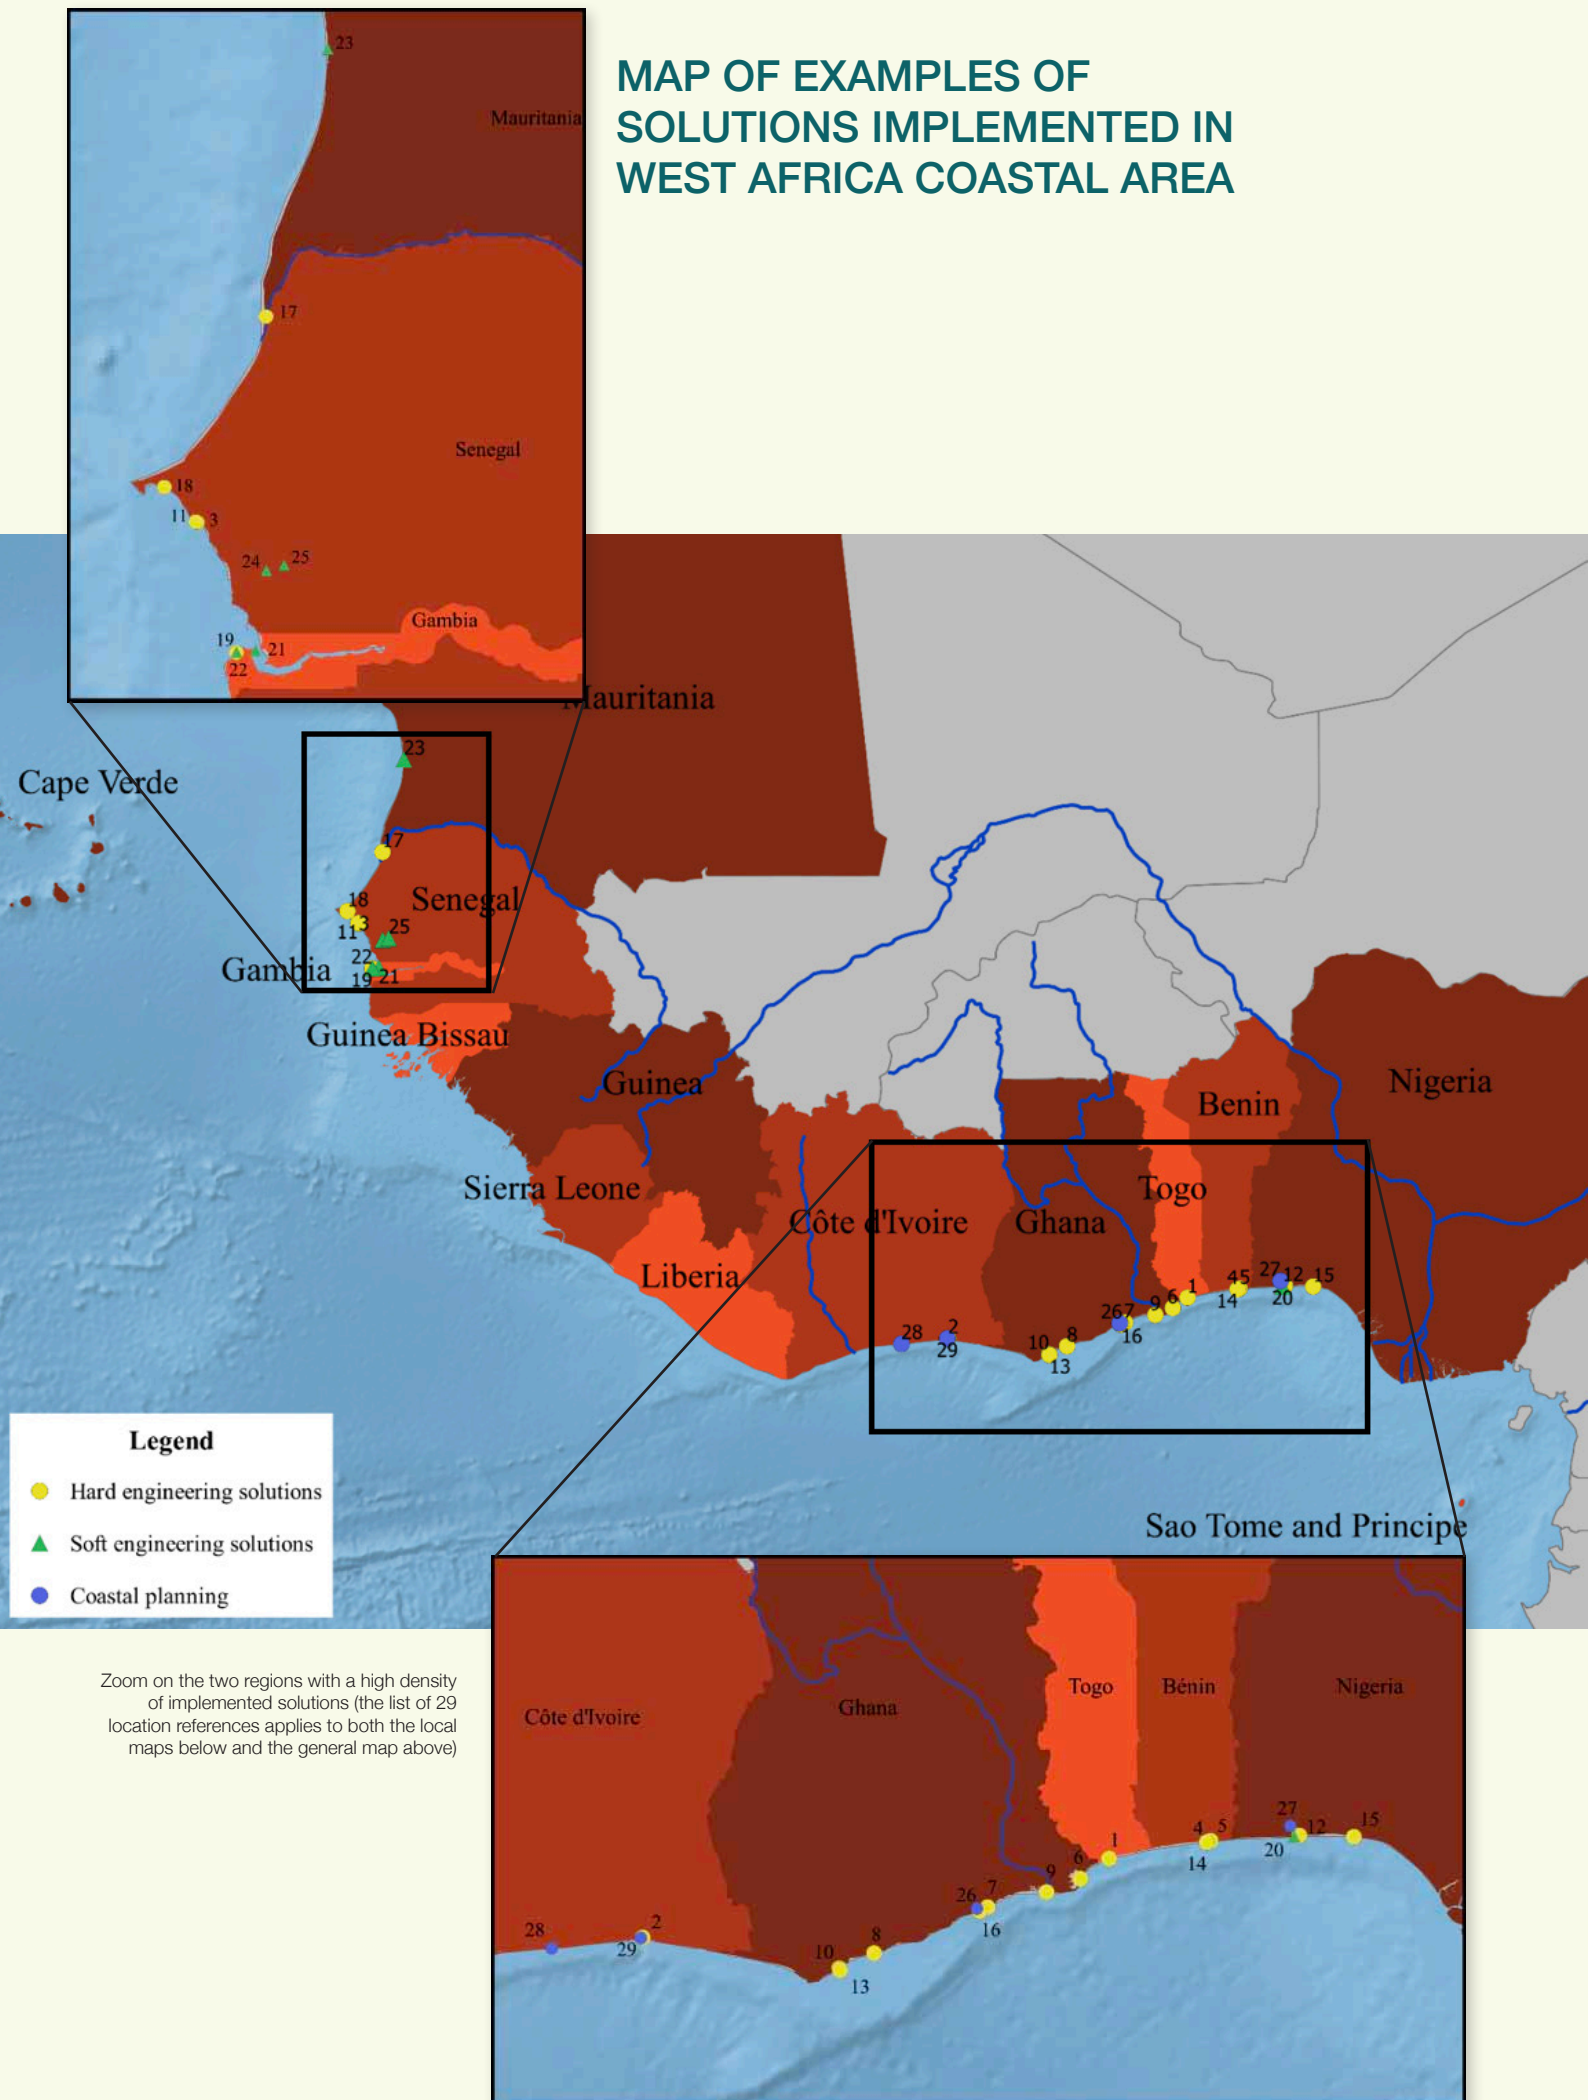 MAP OF EXAMPLES OF
SOLUTIONS IMPLEMENTED IN
WEST AFRICA COASTAL AREA
23
Mauritania
17
Senegal
18
11
3
24
25
Gambia
19
21
22
Mauritania
23
Cape Verde
17
18
Senegal
3
11
25
22
Gambia
19
21
Guinea Bissau
Guinea
Nigeria
Benin
Sierra Leone
Togo
Côte d'Ivoire
Ghana
Liberia
27
12
15
45
1
6
9
14
20
267
16
28
2
29
10
8
13
Legend
Hard engineering solutions
Soft engineering solutions
Coastal planning
Sao Tome and Principe
Zoom on the two regions with a high density
of implemented solutions (the list of 29
location references applies to both the local
maps below and the general map above)
Togo
Bénin
Nigeria
Ghana
Côte d'Ivoire
27
12
15
4
5
20
14
1
6
9
26
7
16
28
2
29
8
10
13